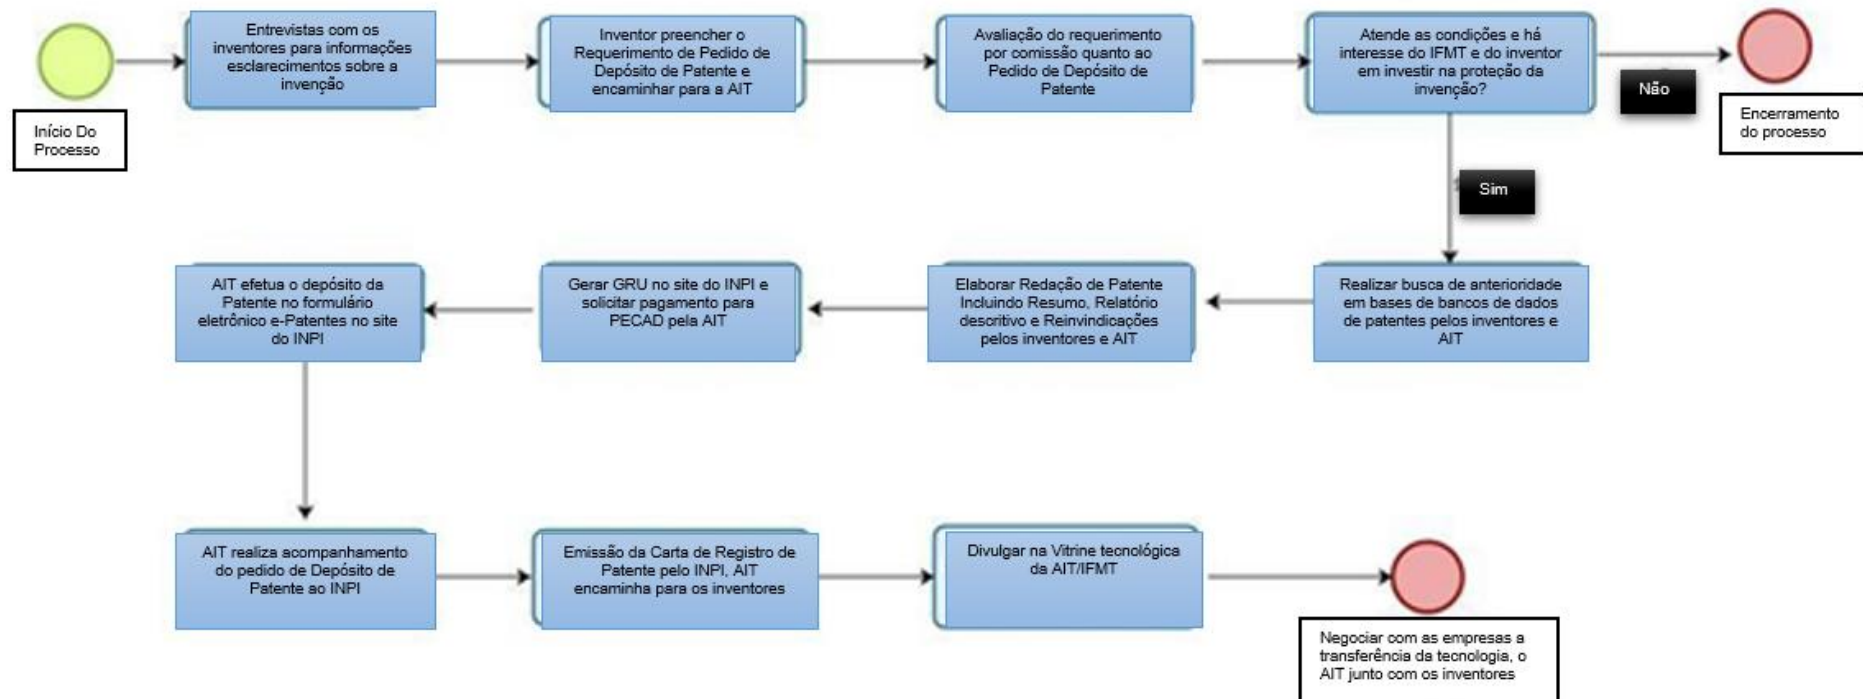 Entrevistas com os
inventores para informações
esclarecimentos sobre a
invenção
Inventor preencher o
Requerimento de Pedido de
Depósito de Patente e
encaminhar para a AIT
Avaliação do requerimento
por comissão quanto ao
Pedido de Depósito de
Patente
Atende as condições e há
interesse do IFMT e do inventor
em investir na proteção da
invenção?
Não
Início Do
Processo
Encerramento
do processo
Sim
AIT efetua o depósito da
Patente no formulário
eletrônico e-Patentes no site
do INPI
Gerar GRU no site do INPI e
solicitar pagamento para
PECAD pela AIT
Elaborar Redação de Patente
Incluindo Resumo, Relatório
descritivo e Reinvindicações
pelos inventores e AIT
Realizar busca de anterioridade
em bases de bancos de dados
de patentes pelos inventores e
AIT
AIT realiza acompanhamento
do pedido de Depósito de
Patente ao INPI
Emissão da Carta de Registro de
Patente pelo INPI, AIT
encaminha para os inventores
Divulgar na Vitrine tecnológica
da AIT/IFMT
Negociar com as empresas a
transferência da tecnologia, o
AIT junto com os inventores